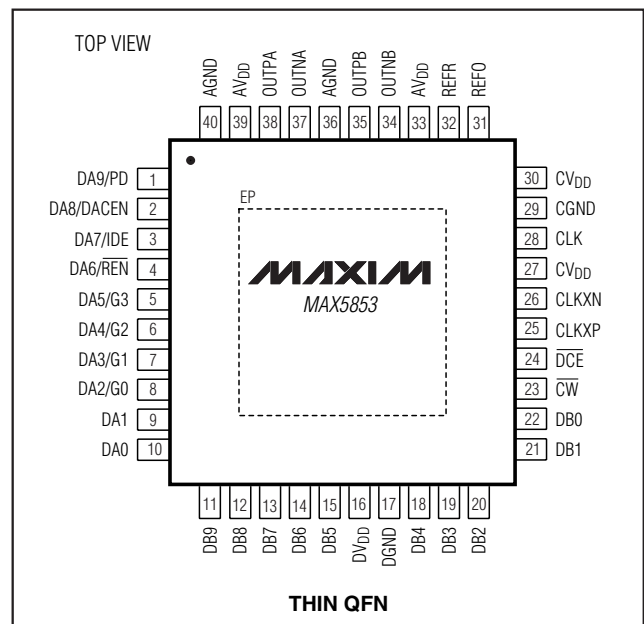 TOP VIEW
AGND
AVDD
OUTPA
OUTNA
AGND
OUTPB
OUTNB
AVDD
REFR
REFO
40 39 38 37 36 35 34 33 32 31
DA9/PD 1
DA8/DACEN 2
DA7/IDE 3
DA6/R̅E̅N̅ 4
DA5/G3 5
DA4/G2 6
DA3/G1 7
DA2/G0 8
DA1 9
DA0 10
EP
MAXIM
MAX5853
30 CVDD
29 CGND
28 CLK
27 CVDD
26 CLKXN
25 CLKXP
24 D̅C̅E̅
23 C̅W̅
22 DB0
21 DB1
11 12 13 14 15 16 17 18 19 20
DB9
DB8
DB7
DB6
DB5
DVDD
DGND
DB4
DB3
DB2
THIN QFN